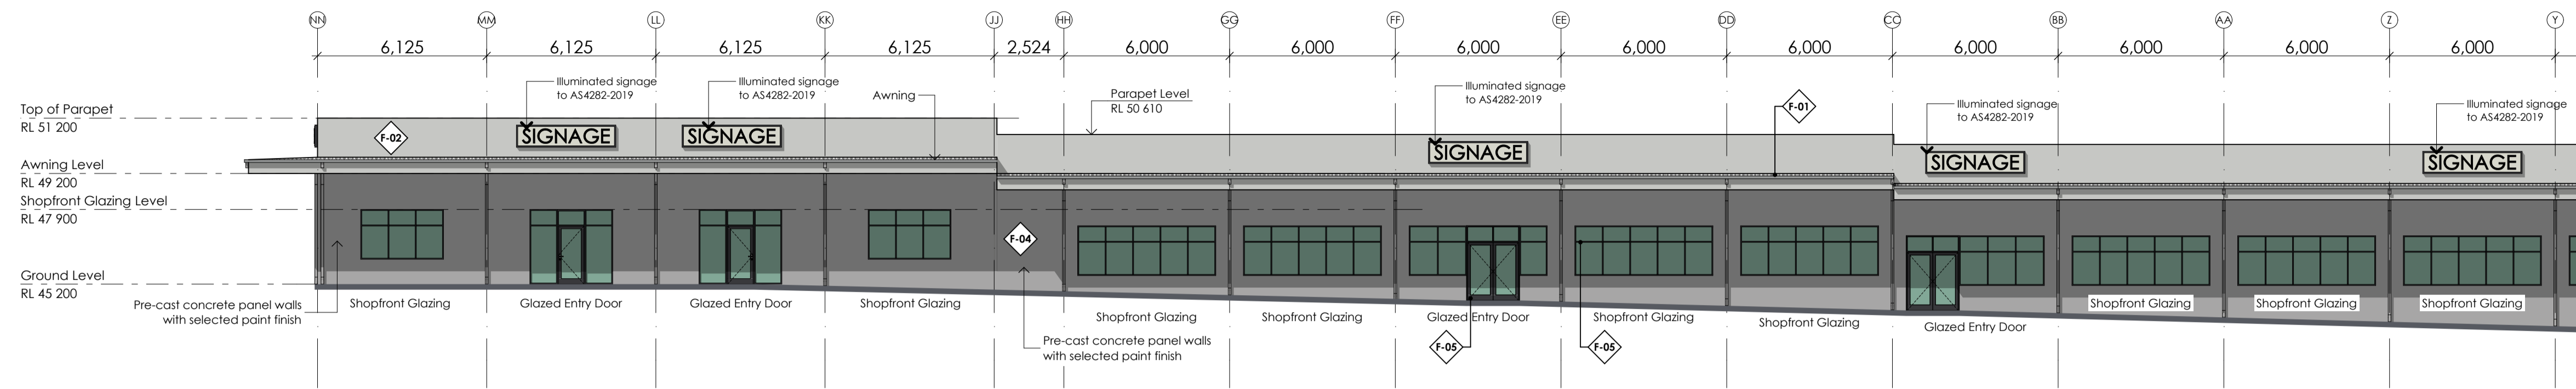 NN MM LL KK JJ HH GG FF EE DD CC BB AA Z Y
6,125 6,125 6,125 6,125 2,524 6,000 6,000 6,000 6,000 6,000 6,000 6,000 6,000 6,000
Illuminated signage
to AS4282-2019
Illuminated signage
to AS4282-2019
Awning
Parapet Level
RL 50 610
Illuminated signage
to AS4282-2019
F-01
Illuminated signage
to AS4282-2019
Illuminated signage
to AS4282-2019
Top of Parapet
RL 51 200
F-02
SIGNAGE
SIGNAGE
SIGNAGE
SIGNAGE
SIGNAGE
Awning Level
RL 49 200
Shopfront Glazing Level
RL 47 900
F-04
Ground Level
RL 45 200
Pre-cast concrete panel walls
with selected paint finish
Shopfront Glazing
Glazed Entry Door
Glazed Entry Door
Shopfront Glazing
Shopfront Glazing
Shopfront Glazing
Glazed Entry Door
Shopfront Glazing
Shopfront Glazing
Glazed Entry Door
Shopfront Glazing
Shopfront Glazing
Shopfront Glazing
Pre-cast concrete panel walls
with selected paint finish
F-05
F-05